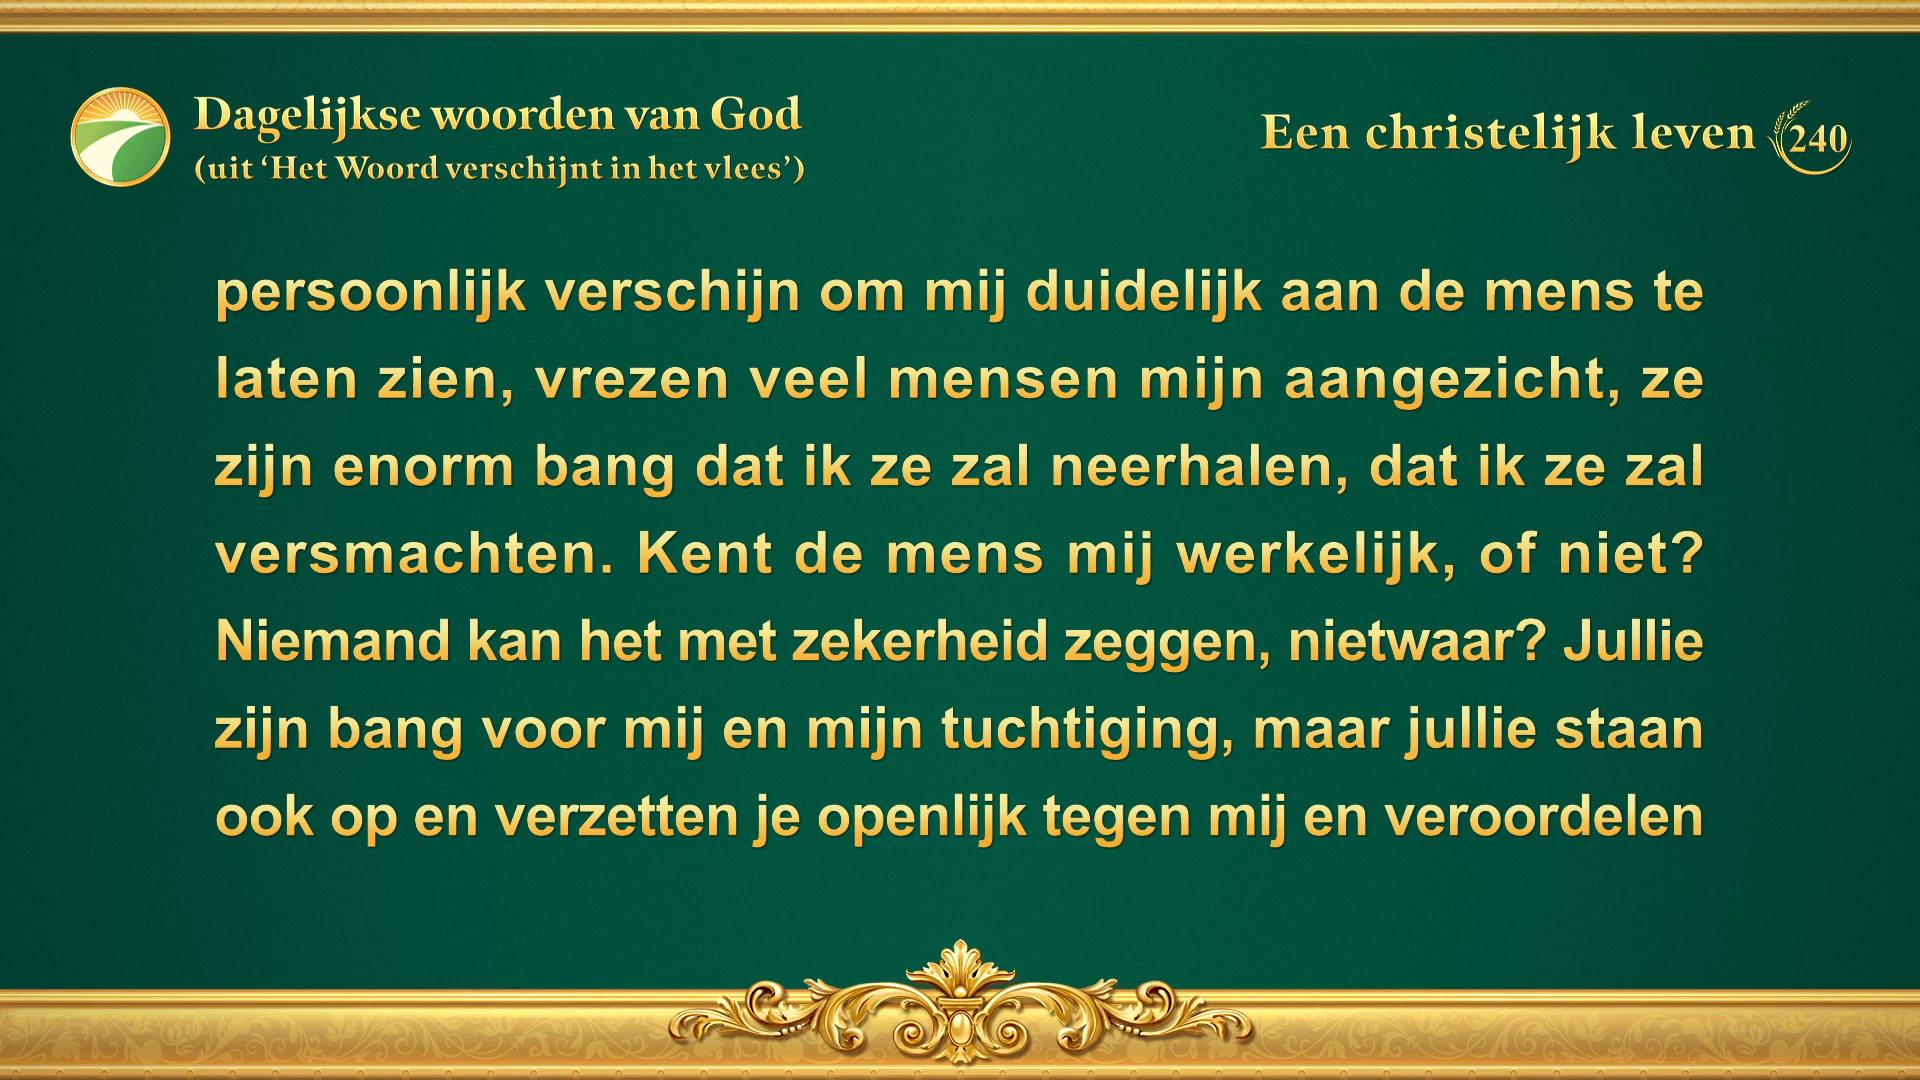 Dagelijkse woorden van God
(uit ‘Het Woord verschijnt in het vlees’)
Een christelijk leven 240
persoonlijk verschijn om mij duidelijk aan de mens te
laten zien, vrezen veel mensen mijn aangezicht, ze
zijn enorm bang dat ik ze zal neerhalen, dat ik ze zal
versmachten. Kent de mens mij werkelijk, of niet?
Niemand kan het met zekerheid zeggen, nietwaar? Jullie
zijn bang voor mij en mijn tuchtiging, maar jullie staan
ook op en verzetten je openlijk tegen mij en veroordelen